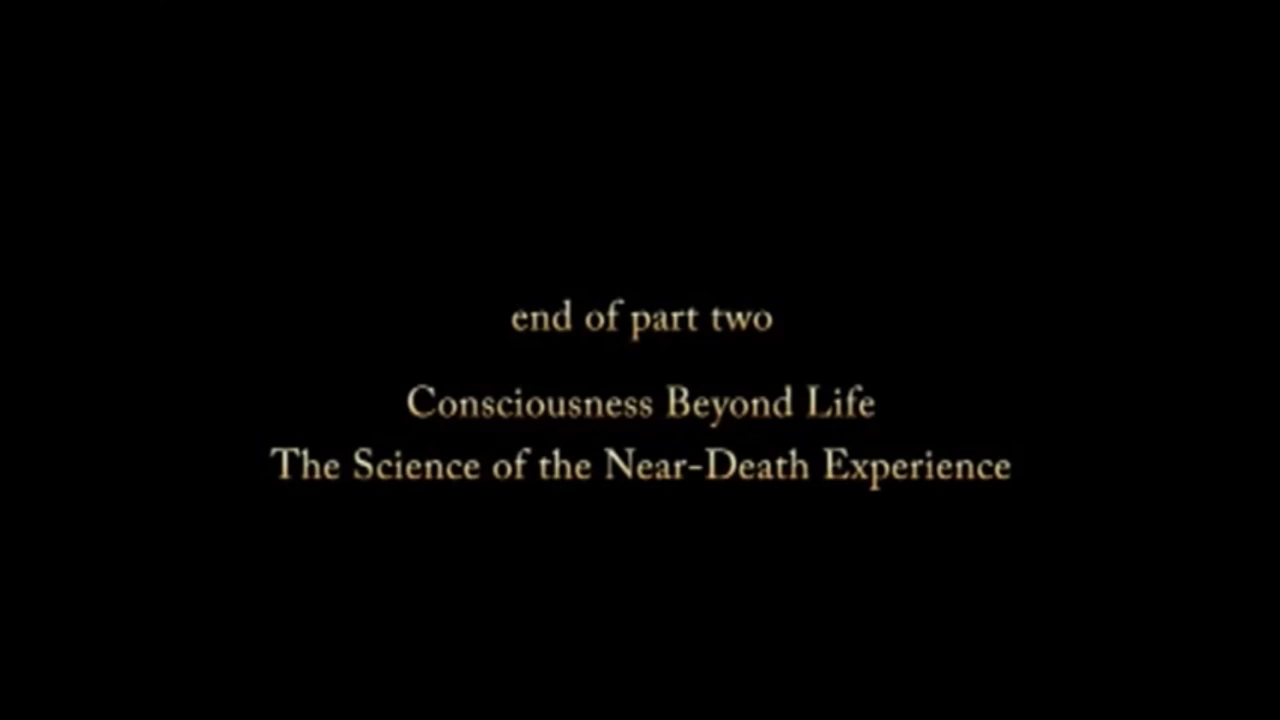 end of part two
Consciousness Beyond Life
The Science of the Near-Death Experience